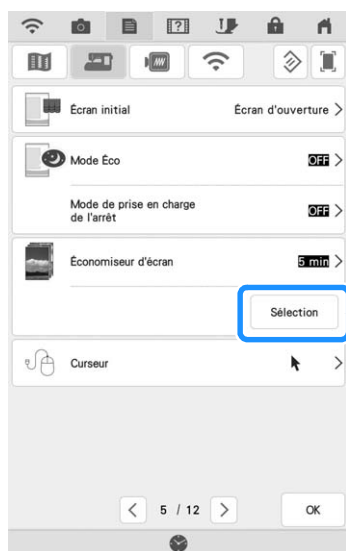 Écran initial
Écran d'ouverture >
Mode Éco
OFF >
Mode de prise en charge
de l'arrêt
OFF >
Économiseur d'écran
5 min >
Sélection
Curseur
>
< 5 / 12 >
OK